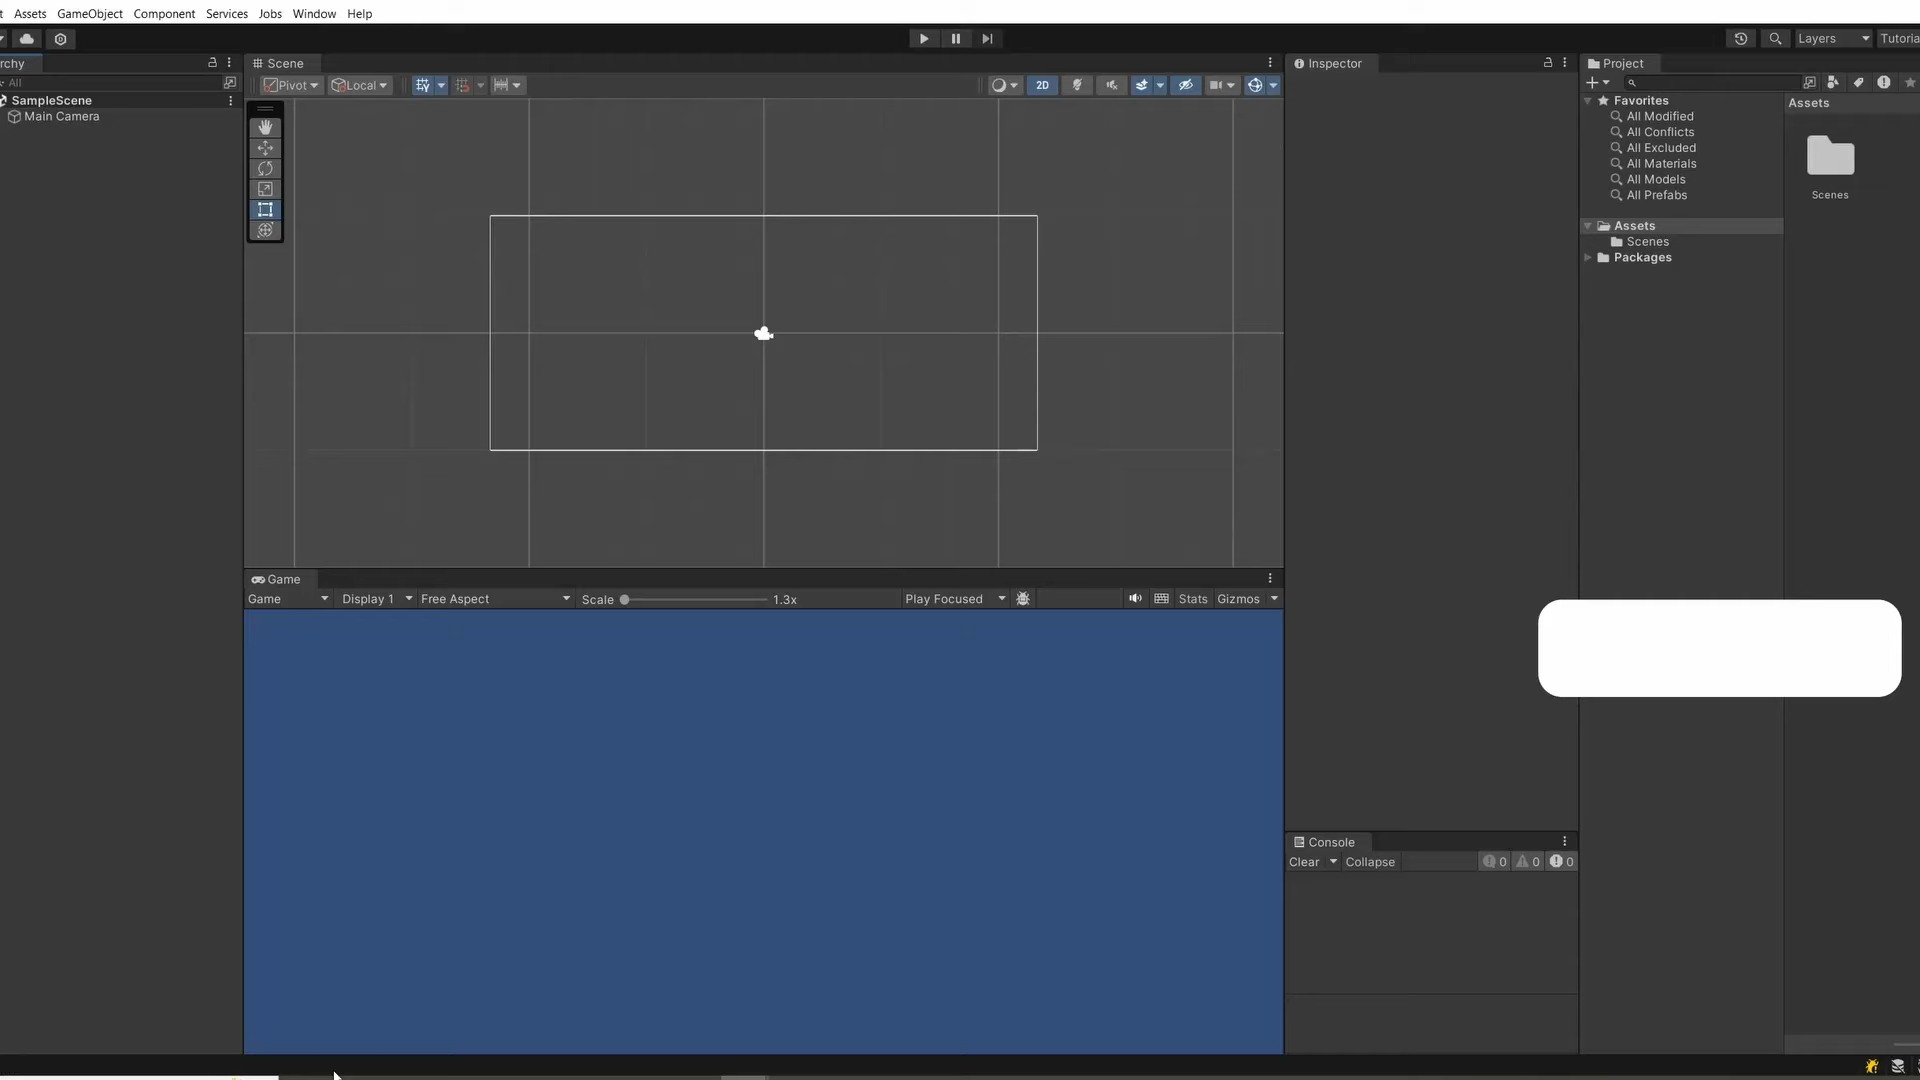 t Assets GameObject Component Services Jobs Window Help
Layers Tutoria
rchy
All
SampleScene
Main Camera
Scene
Pivot Local 2D
Game
Game Display 1 Free Aspect Scale 1.3x Play Focused Stats Gizmos
Inspector
Console
Clear Collapse 0 0 0
Project
Favorites
All Modified
All Conflicts
All Excluded
All Materials
All Models
All Prefabs
Assets
Scenes
Packages
Assets
Scenes